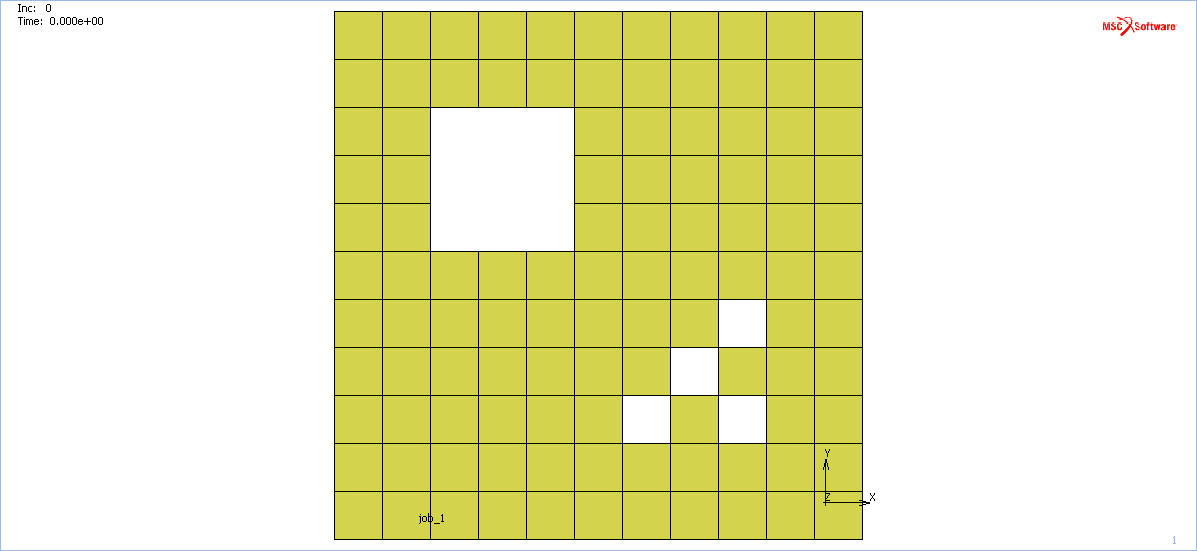 Inc: 0
Time: 0.000e+00
MSC Software
Y
Z X
job_1
1